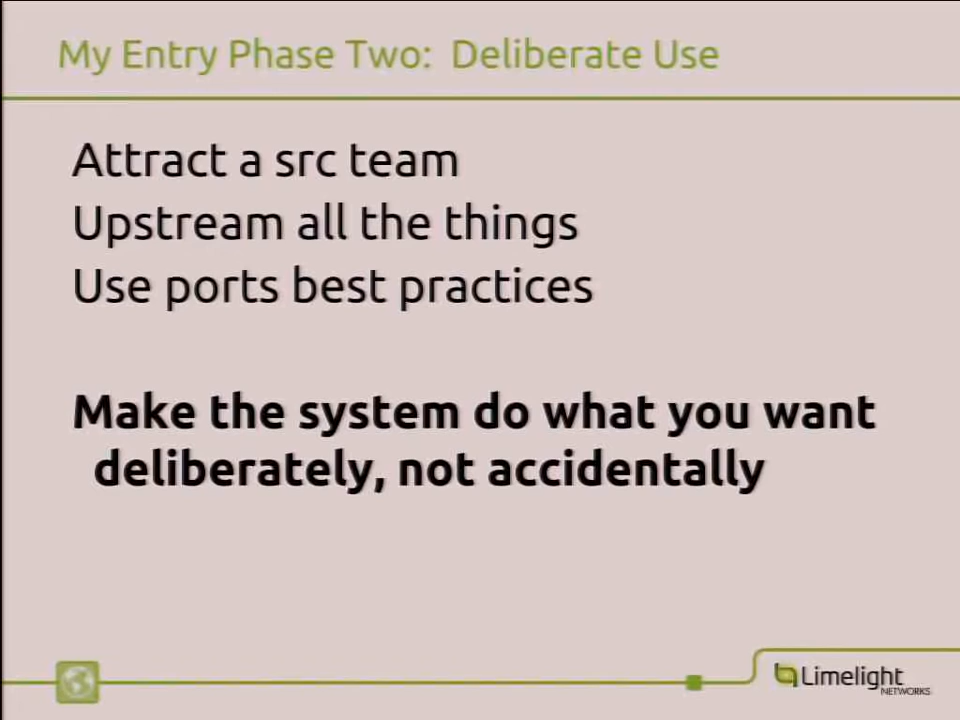 My Entry Phase Two: Deliberate Use
Attract a src team
Upstream all the things
Use ports best practices
Make the system do what you want
deliberately, not accidentally
Limelight
NETWORKS